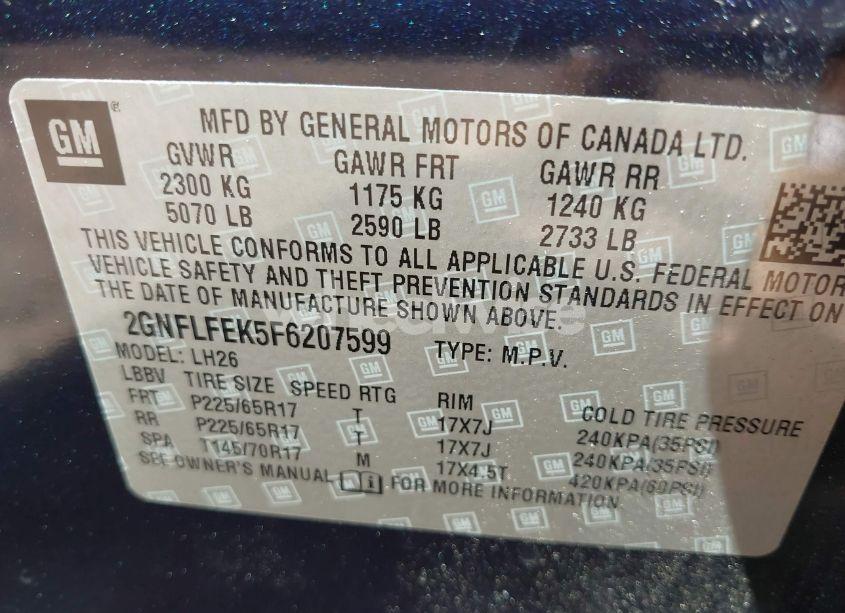 GM
MFD BY GENERAL MOTORS OF CANADA LTD.
GVWR GAWR FRT GAWR RR
2300 KG 1175 KG 1240 KG
5070 LB 2590 LB 2733 LB
THIS VEHICLE CONFORMS TO ALL APPLICABLE U.S. FEDERAL MOTOR
VEHICLE SAFETY AND THEFT PREVENTION STANDARDS IN EFFECT ON
THE DATE OF MANUFACTURE SHOWN ABOVE.
2GNFLFEK5F6207599 TYPE: M.P.V.
MODEL: LH26
LBBV TIRE SIZE SPEED RTG RIM COLD TIRE PRESSURE
FRT P225/65R17 T 17X7J 240KPA(35PSI)
RR P225/65R17 T 17X7J 240KPA(35PSI)
SPA T145/70R17 M 17X4.5T 420KPA(60PSI)
SEE OWNER'S MANUAL FOR MORE INFORMATION